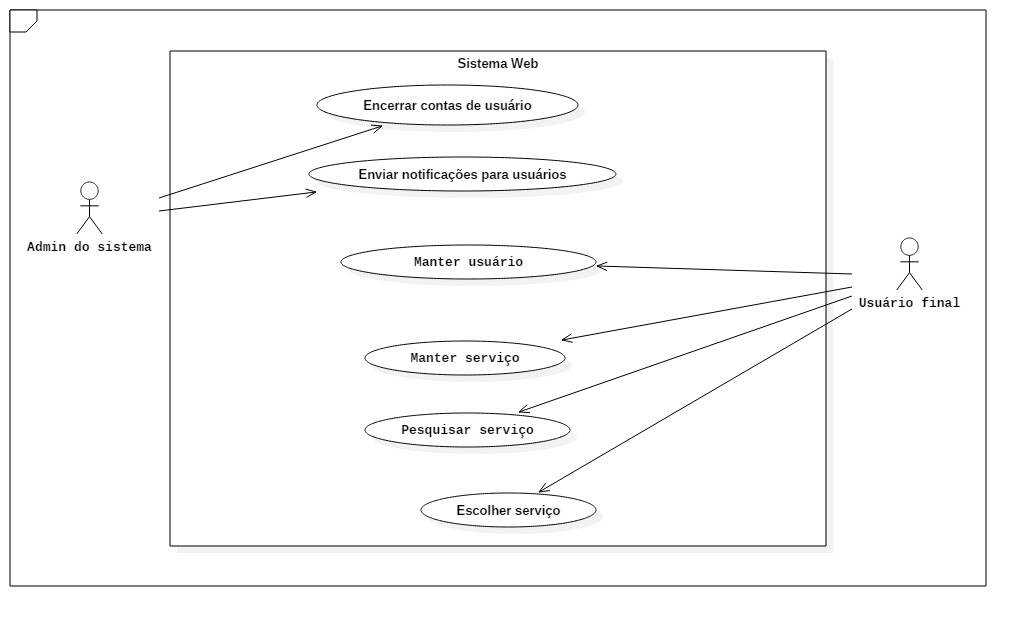 Sistema Web
Encerrar contas de usuário
Enviar notificações para usuários
Admin do sistema
Manter usuário
Usuário final
Manter serviço
Pesquisar serviço
Escolher serviço